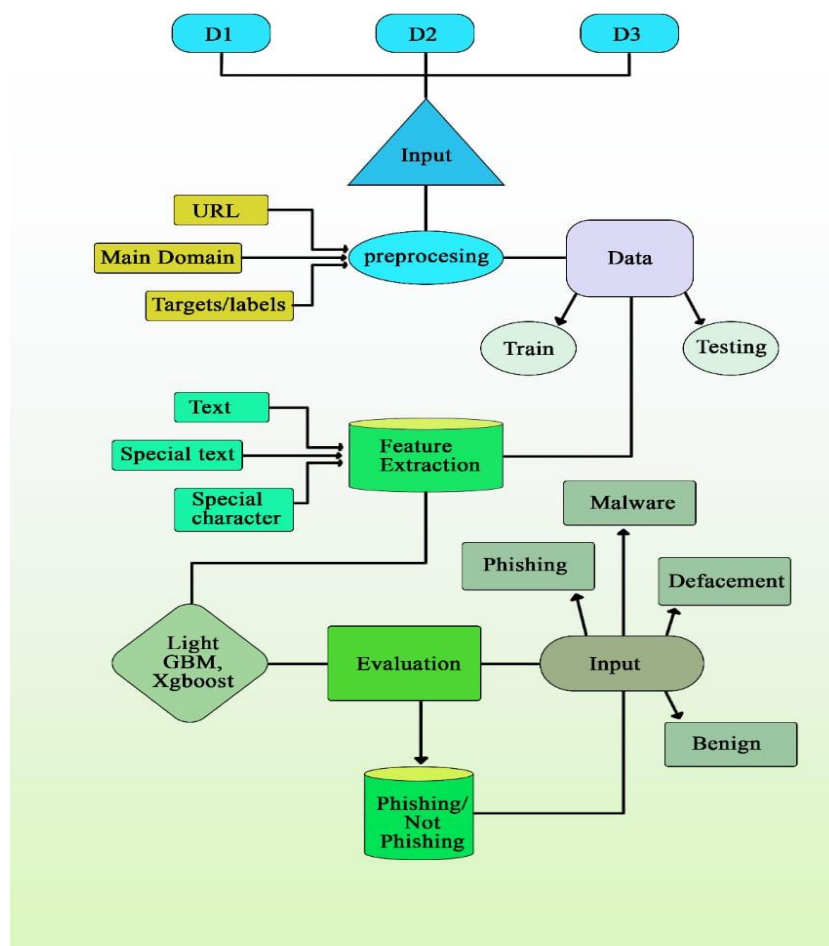 D1
D2
D3
Input
URL
Main Domain
Targets/labels
preprocesing
Data
Train
Testing
Text
Special text
Special
character
Feature
Extraction
Malware
Phishing
Defacement
Light
GBM,
Xgboost
Evaluation
Input
Benign
Phishing/
Not
Phishing